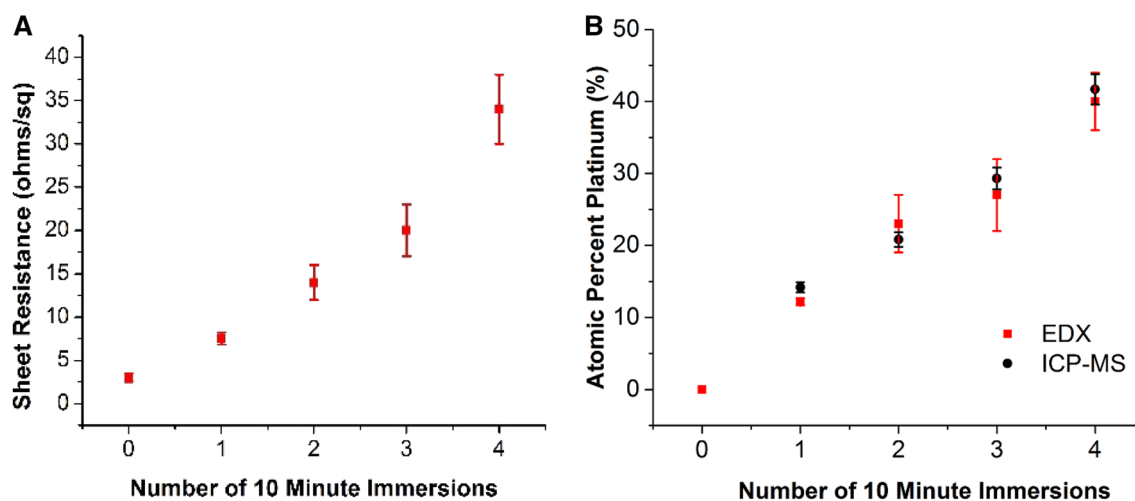 A
Sheet Resistance (ohms/sq)
40
35
30
25
20
15
10
5
0
0 1 2 3 4
Number of 10 Minute Immersions
B
Atomic Percent Platinum (%)
50
40
30
20
10
0
EDX
ICP-MS
0 1 2 3 4
Number of 10 Minute Immersions